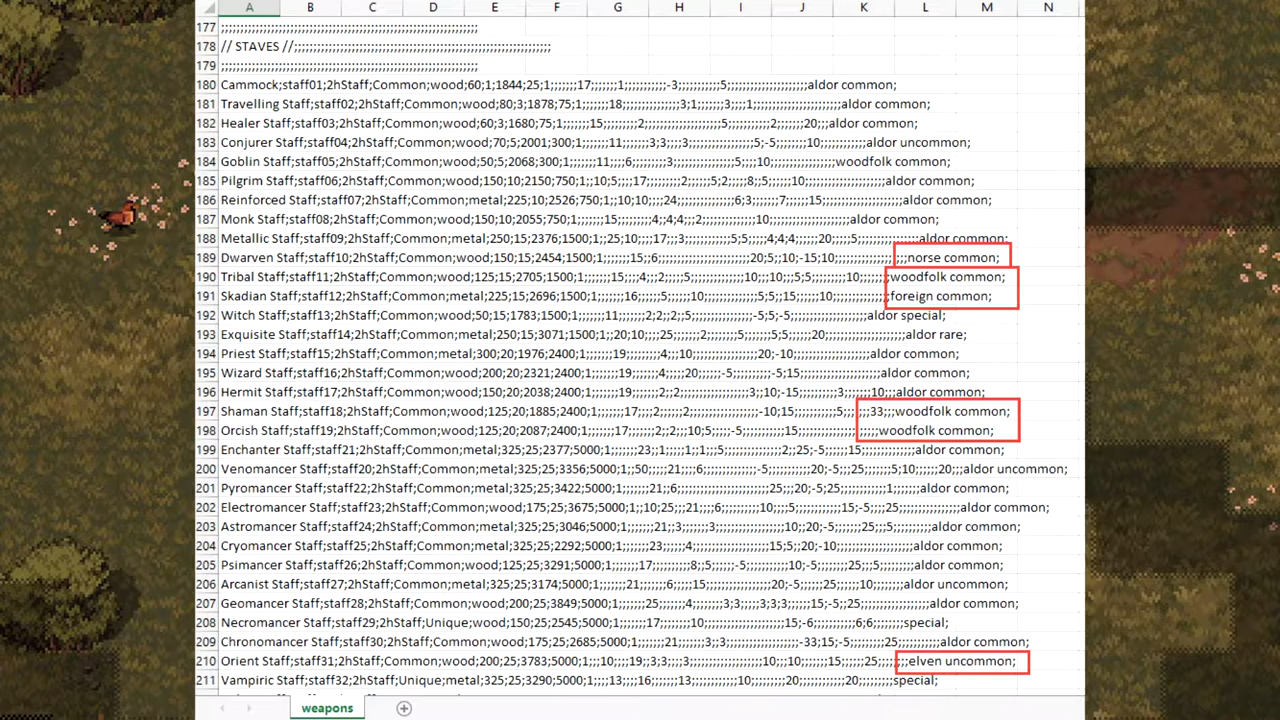 A B C D E F G H I J K L M N
177 ;;;;;;;;;;;;;;;;;;;;;;;;;;;;;;;;;;;;;;;;;;;;;;;;;;;;;;;;;;;;;;;;
178 // STAVES //;;;;;;;;;;;;;;;;;;;;;;;;;;;;;;;;;;;;;;;;;;;;;;;;;;;;;;;;;;;;;;;;
179 ;;;;;;;;;;;;;;;;;;;;;;;;;;;;;;;;;;;;;;;;;;;;;;;;;;;;;;;;;;;;;;;;
180 Cammock;staff01;2hStaff;Common;wood;60;1;1844;25;1;;;;;;;17;;;;;;;1;;;;;;;;;;-3;;;;;;;;;;;5;;;;;;;;;;;;;;;;;;;;aldor common;
181 Travelling Staff;staff02;2hStaff;Common;wood;80;3;1878;75;1;;;;;;;18;;;;;;;;;;;;;;3;1;;;;;;;3;;;;1;;;;;;;;;;;;;;;;;;;;;;aldor common;
182 Healer Staff;staff03;2hStaff;Common;wood;60;3;1680;75;1;;;;;;;15;;;;;;;;;2;;;;;;;;;;;;;;;;;;;5;;;;;;;;;;;2;;;;;;;20;;;aldor common;
183 Conjurer Staff;staff04;2hStaff;Common;wood;70;5;2001;300;1;;;;;;;11;;;;;;3;3;;;;10;;;;;;;;;;;;;;5;-5;;;;;;;;;10;;;;;;;;;;;;;;;aldor uncommon;
184 Goblin Staff;staff05;2hStaff;Common;wood;50;5;2068;300;1;;;;;;;11;;;;6;;;;;;;;;3;;;;;;;;;;;;;;;5;;;;10;;;;;;;;;;;;;;;;woodfolk common;
185 Pilgrim Staff;staff06;2hStaff;Common;wood;150;10;2150;750;1;;10;5;;;;17;;;;;;;;;2;;;;;;5;2;;;;;8;;5;;;;;;10;;;;;;;;;;;;;;;;;;;;aldor common;
186 Reinforced Staff;staff07;2hStaff;Common;metal;225;10;2526;750;1;;10;10;;;;24;;;;;;;;;;;;;;;6;3;;;;;;;7;;;;;;15;;;;;;;;;;;;;;;;;;aldor common;
187 Monk Staff;staff08;2hStaff;Common;wood;150;10;2055;750;1;;;;;;;15;;;;;;;4;;4;4;;;2;;;;;;;;;;;;;10;;;;;;;;;;;;;;;;;;;aldor common;
188 Metallic Staff;staff09;2hStaff;Common;metal;250;15;2376;1500;1;;25;10;;;;17;;;3;;;;;;;;;;;5;5;;;;;4;4;4;;;;;20;;;;;5;;;;;;;;;;;;;;;aldor common;
189 Dwarven Staff;staff10;2hStaff;Common;wood;150;15;2454;1500;1;;;;;;;15;;6;;;;;;;;;;;;;;;;;;;;;;20;5;;10;-15;10;;;;;;;;;;;;;;;;;norse common;
190 Tribal Staff;staff11;2hStaff;Common;wood;125;15;2705;1500;1;;;;;;15;;;;4;;;2;;;;;5;;;;;;;;;;;;10;;;10;;;5;5;;;;;;;10;;;;;;;;woodfolk common;
191 Skadian Staff;staff12;2hStaff;Common;metal;225;15;2696;1500;1;;;;;;;16;;;;;5;;;;;10;;;;;;;;;;;;5;5;;15;;;;;10;;;;;;;;;;;;;;foreign common;
192 Witch Staff;staff13;2hStaff;Common;wood;50;15;1783;1500;1;;;;;;;11;;;;;;2;2;;2;;5;;;;;;;;;;-5;5;-5;;;;;;;;;;;;;;;;;;aldor special;
193 Exquisite Staff;staff14;2hStaff;Common;metal;250;15;3071;1500;1;;20;10;;;;25;;;;;;;2;;;;;;;5;;;;;;;;5;5;;;;;;20;;;;;;;;;;;;;;;;;;;;aldor rare;
194 Priest Staff;staff15;2hStaff;Common;metal;300;20;1976;2400;1;;;;;;;19;;;;;;;4;;;10;;;;;;;;;;;;;;;;20;-10;;;;;;;;;;;;;;;;;;;aldor common;
195 Wizard Staff;staff16;2hStaff;Common;metal;200;20;2321;2400;1;;;;;;;19;;;;;;;4;;20;;;;;;;-5;;;;;;;;;-5;15;;;;;;;;;;;;;;;;;;;aldor common;
196 Hermit Staff;staff17;2hStaff;Common;wood;150;20;2038;2400;1;;;;;;;19;;;;;;;2;;2;;;;;;;;;;;;;;;;;3;;10;-15;;;;;;;3;;;;;;;10;;;aldor common;
197 Shaman Staff;staff18;2hStaff;Common;wood;125;20;1885;2400;1;;;;;;;17;;;;2;;;;;;2;;;;;;;;;;;;;;;;;-10;15;;;;;;;;;;5;;;;;;;33;;;woodfolk common;
198 Orcish Staff;staff19;2hStaff;Common;wood;125;20;2087;2400;1;;;;;;;17;;;;;;2;;2;;;10;5;;;;;-5;;;;;;;;;;15;;;;;;;;;;;;;;;;;;;;;woodfolk common;
199 Enchanter Staff;staff21;2hStaff;Common;metal;325;25;2377;5000;1;;;;;;;23;;1;;;;1;;1;;;5;;;;;;;;;;;;2;;25;-5;;;;;;15;;;;;;;;;;;;;;aldor common;
200 Venomancer Staff;staff20;2hStaff;Common;metal;325;25;3356;5000;1;;50;;;;21;;;;6;;;;;;;;;-5;;;;;;;;;;20;-5;;;25;;;;;;;5;10;;;;;20;;;aldor uncommon;
201 Pyromancer Staff;staff22;2hStaff;Common;metal;325;25;3422;5000;1;;;;;;;21;;6;;;;;;;;;;;;;;;;;;;;;;25;;;20;-5;25;;;;;;;;;;;1;;;;;;;aldor common;
202 Electromancer Staff;staff23;2hStaff;Common;wood;175;25;3675;5000;1;;10;25;;;21;;;;6;;;;;;;;10;;;;5;;;;;;;;;;15;-5;;;;25;;;;;;;;;;;;;;;aldor common;
203 Astromancer Staff;staff24;2hStaff;Common;metal;325;25;3046;5000;1;;;;;;;21;;3;;;;;;;3;;;;;;;;;;;;;;;10;;20;-5;;;;;25;;;5;;;;;;;;;;aldor common;
204 Cryomancer Staff;staff25;2hStaff;Common;metal;325;25;2292;5000;1;;;;;;;23;;;;;;4;;;;;;;;;;;;;;;;;;;15;5;;20;-10;;;;;;;;;;;;;;;;;;;aldor common;
205 Psimancer Staff;staff26;2hStaff;Common;wood;125;25;3291;5000;1;;;;;;;17;;;;;;;;8;;5;;;;;;-5;;;;;;;;10;-5;;;;;;;25;;;5;;;;;;;;;aldor common;
206 Arcanist Staff;staff27;2hStaff;Common;metal;325;25;3174;5000;1;;;;;;;21;;;;;;6;;;;15;;;;;;;;;;;;;;;20;-5;;;;;25;;;;;;10;;;;;;;;aldor uncommon;
207 Geomancer Staff;staff28;2hStaff;Common;wood;200;25;3849;5000;1;;;;;;25;;;;;;4;;;;;;;3;3;;;3;3;3;;;;;;15;-5;;25;;;;;;;;;;;;;;;aldor common;
208 Necromancer Staff;staff29;2hStaff;Unique;wood;150;25;2545;5000;1;;;;;;;17;;;;;;;;10;;;;;;;;;;;;;;;;15;-6;;;;;;;;;;6;6;;;;;;;;special;
209 Chronomancer Staff;staff30;2hStaff;Common;wood;175;25;2685;5000;1;;;;;;;21;;;;;;;3;;3;;;;;;;;;;;;;;;;;;-33;15;-5;;;;;;;;25;;;;;;;;;;aldor common;
210 Orient Staff;staff31;2hStaff;Common;wood;200;25;3783;5000;1;;;10;;;;19;;3;3;;;;3;;;;;;;;;;;;;;;;;10;;;10;;;;;;15;;;;;;25;;;;;;;;elven uncommon;
211 Vampiric Staff;staff32;2hStaff;Unique;metal;325;25;3290;5000;1;;;;13;;;;16;;;;;;;13;;;;;;;;;;;10;;;;;;;;20;;;;;;;;;;20;;;;;;;;;special;
weapons